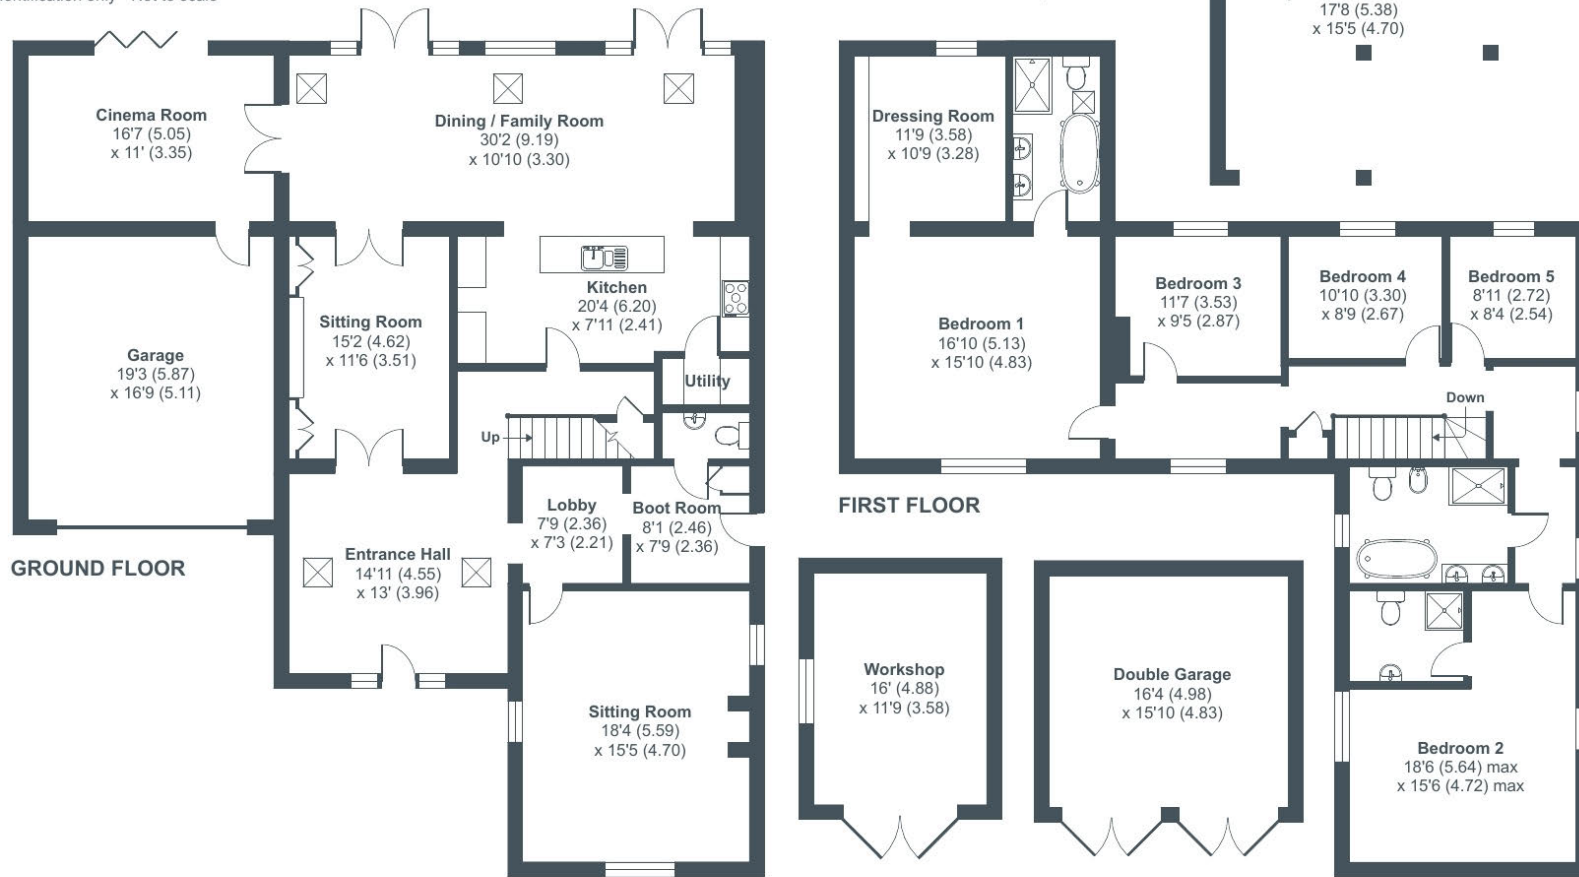 17'8 (5.38)
x 15'5 (4.70)
Cinema Room
16'7 (5.05)
x 11' (3.35)
Dining / Family Room
30'2 (9.19)
x 10'10 (3.30)
Dressing Room
11'9 (3.58)
x 10'9 (3.28)
Kitchen
20'4 (6.20)
x 7'11 (2.41)
Sitting Room
15'2 (4.62)
x 11'6 (3.51)
Garage
19'3 (5.87)
x 16'9 (5.11)
Utility
Up
Bedroom 1
16'10 (5.13)
x 15'10 (4.83)
Bedroom 3
11'7 (3.53)
x 9'5 (2.87)
Bedroom 4
10'10 (3.30)
x 8'9 (2.67)
Bedroom 5
8'11 (2.72)
x 8'4 (2.54)
Down
Lobby
7'9 (2.36)
x 7'3 (2.21)
Boot Room
8'1 (2.46)
x 7'9 (2.36)
FIRST FLOOR
Entrance Hall
14'11 (4.55)
x 13' (3.96)
GROUND FLOOR
Sitting Room
18'4 (5.59)
x 15'5 (4.70)
Workshop
16' (4.88)
x 11'9 (3.58)
Double Garage
16'4 (4.98)
x 15'10 (4.83)
Bedroom 2
18'6 (5.64) max
x 15'6 (4.72) max